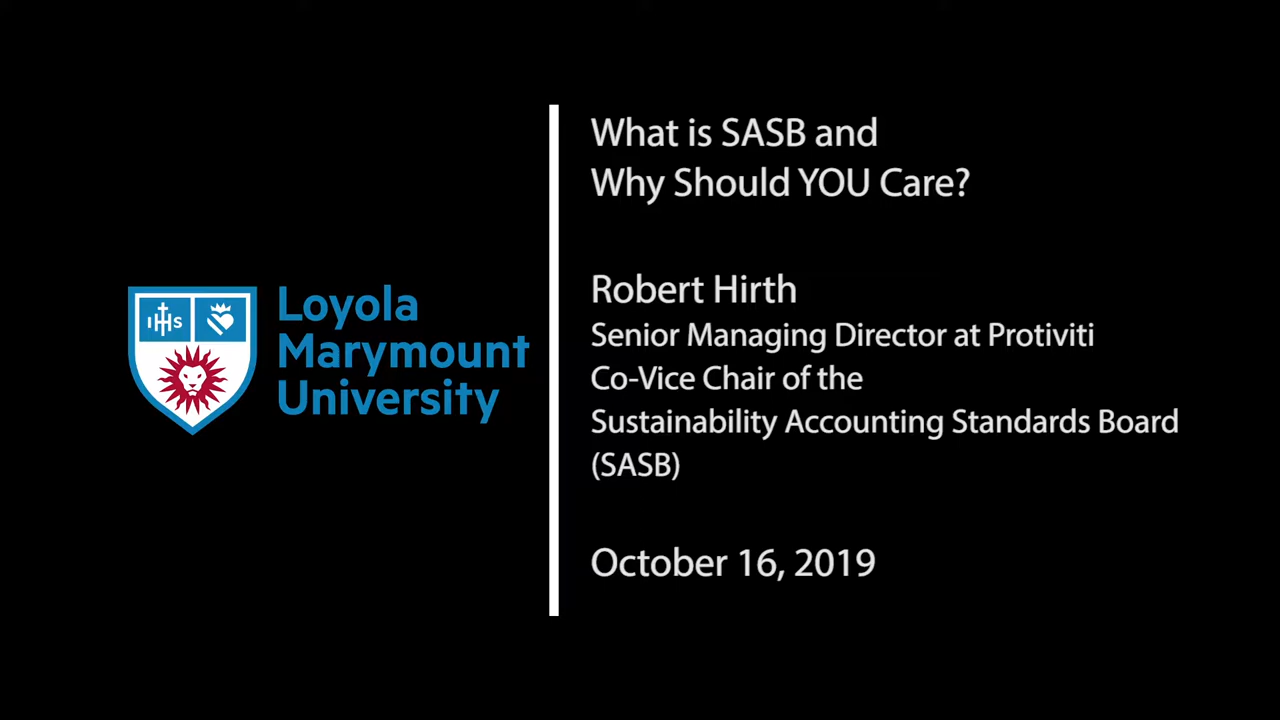 What is SASB and
Why Should YOU Care?
Robert Hirth
Senior Managing Director at Protiviti
Co-Vice Chair of the
Sustainability Accounting Standards Board
(SASB)
October 16, 2019
IHS
Loyola
Marymount
University